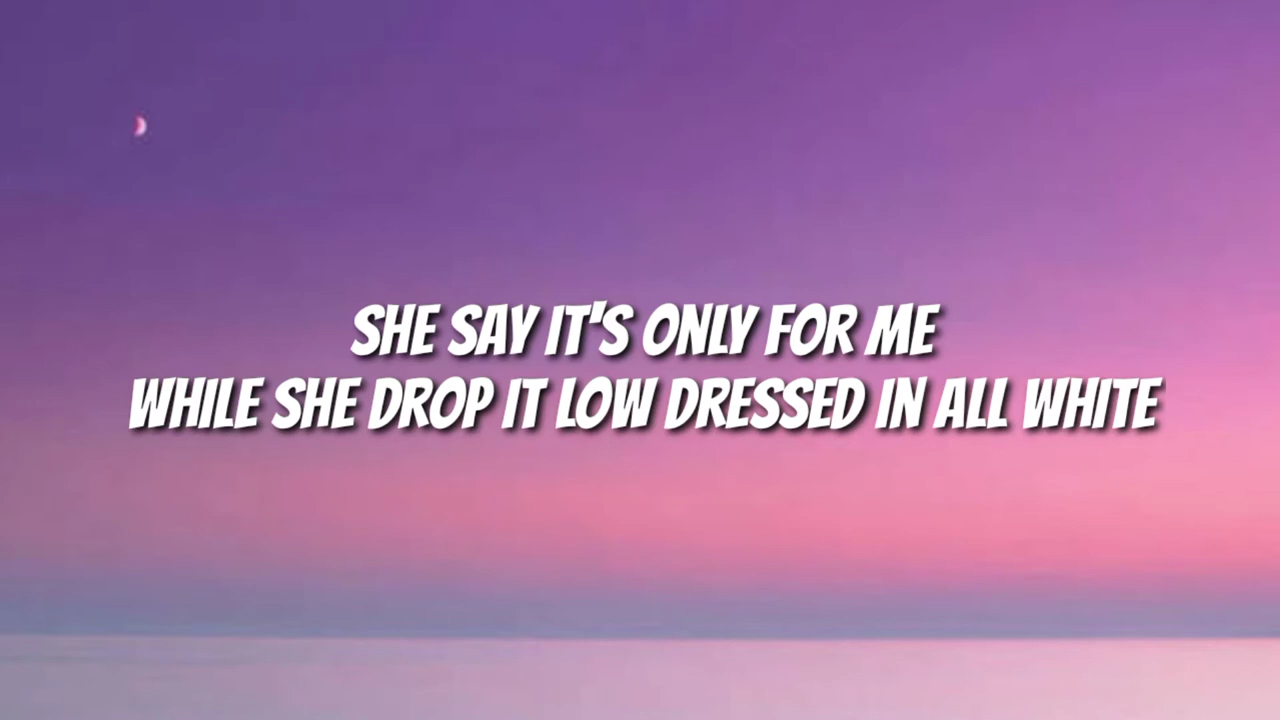 SHE SAY IT'S ONLY FOR ME
WHILE SHE DROP IT LOW DRESSED IN ALL WHITE